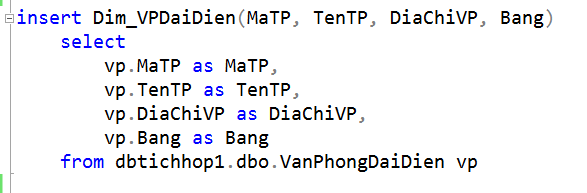 insert Dim_VPDaiDien(MaTP, TenTP, DiaChiVP, Bang)
select
vp.MaTP as MaTP,
vp.TenTP as TenTP,
vp.DiaChiVP as DiaChiVP,
vp.Bang as Bang
from dbtichhop1.dbo.VanPhongDaiDien vp